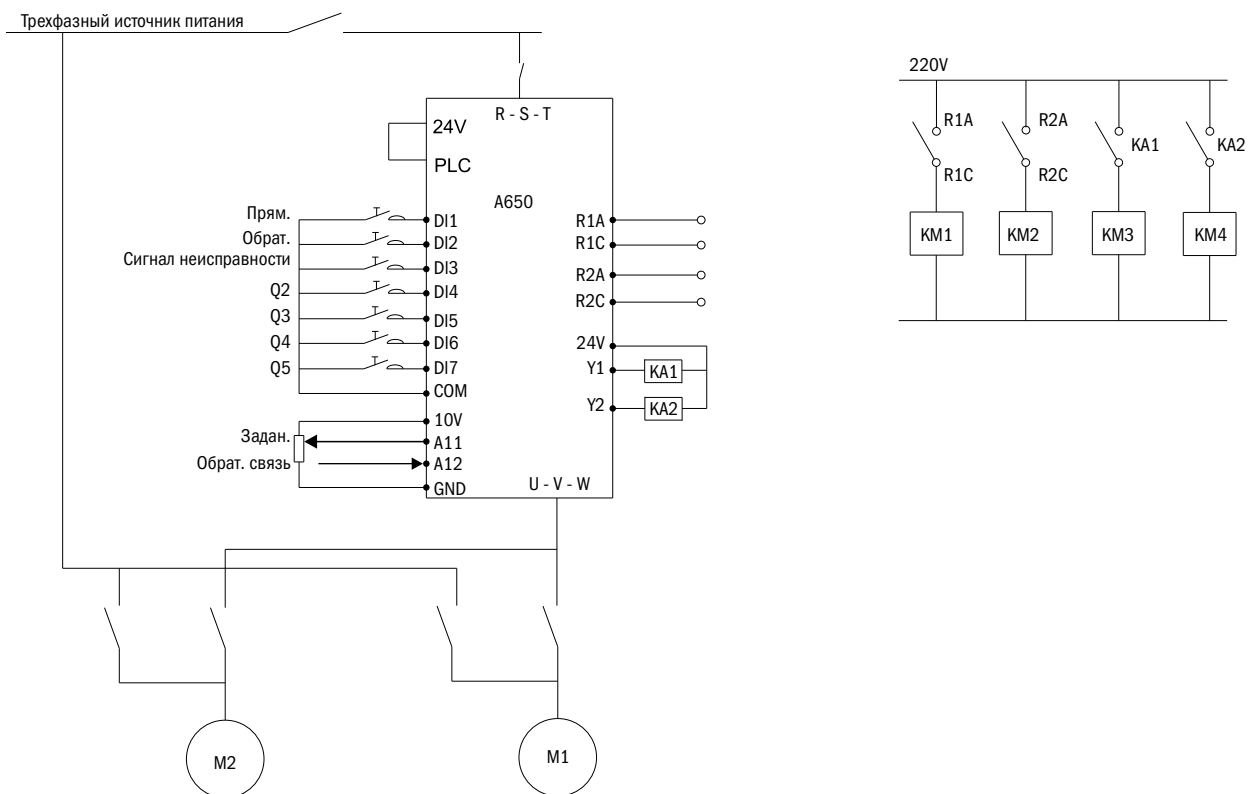 Трехфазный источник питания
R - S - T
24V
PLC
A650
Прям.
DI1
Обрат.
DI2
Сигнал неисправности
DI3
Q2
DI4
Q3
DI5
Q4
DI6
Q5
DI7
COM
10V
Задан.
A11
Обрат. связь
A12
GND
R1A
R1C
R2A
R2C
24V
Y1
KA1
Y2
KA2
U - V - W
M2
M1
220V
R1A
R2A
KA1
KA2
R1C
R2C
KM1
KM2
KM3
KM4